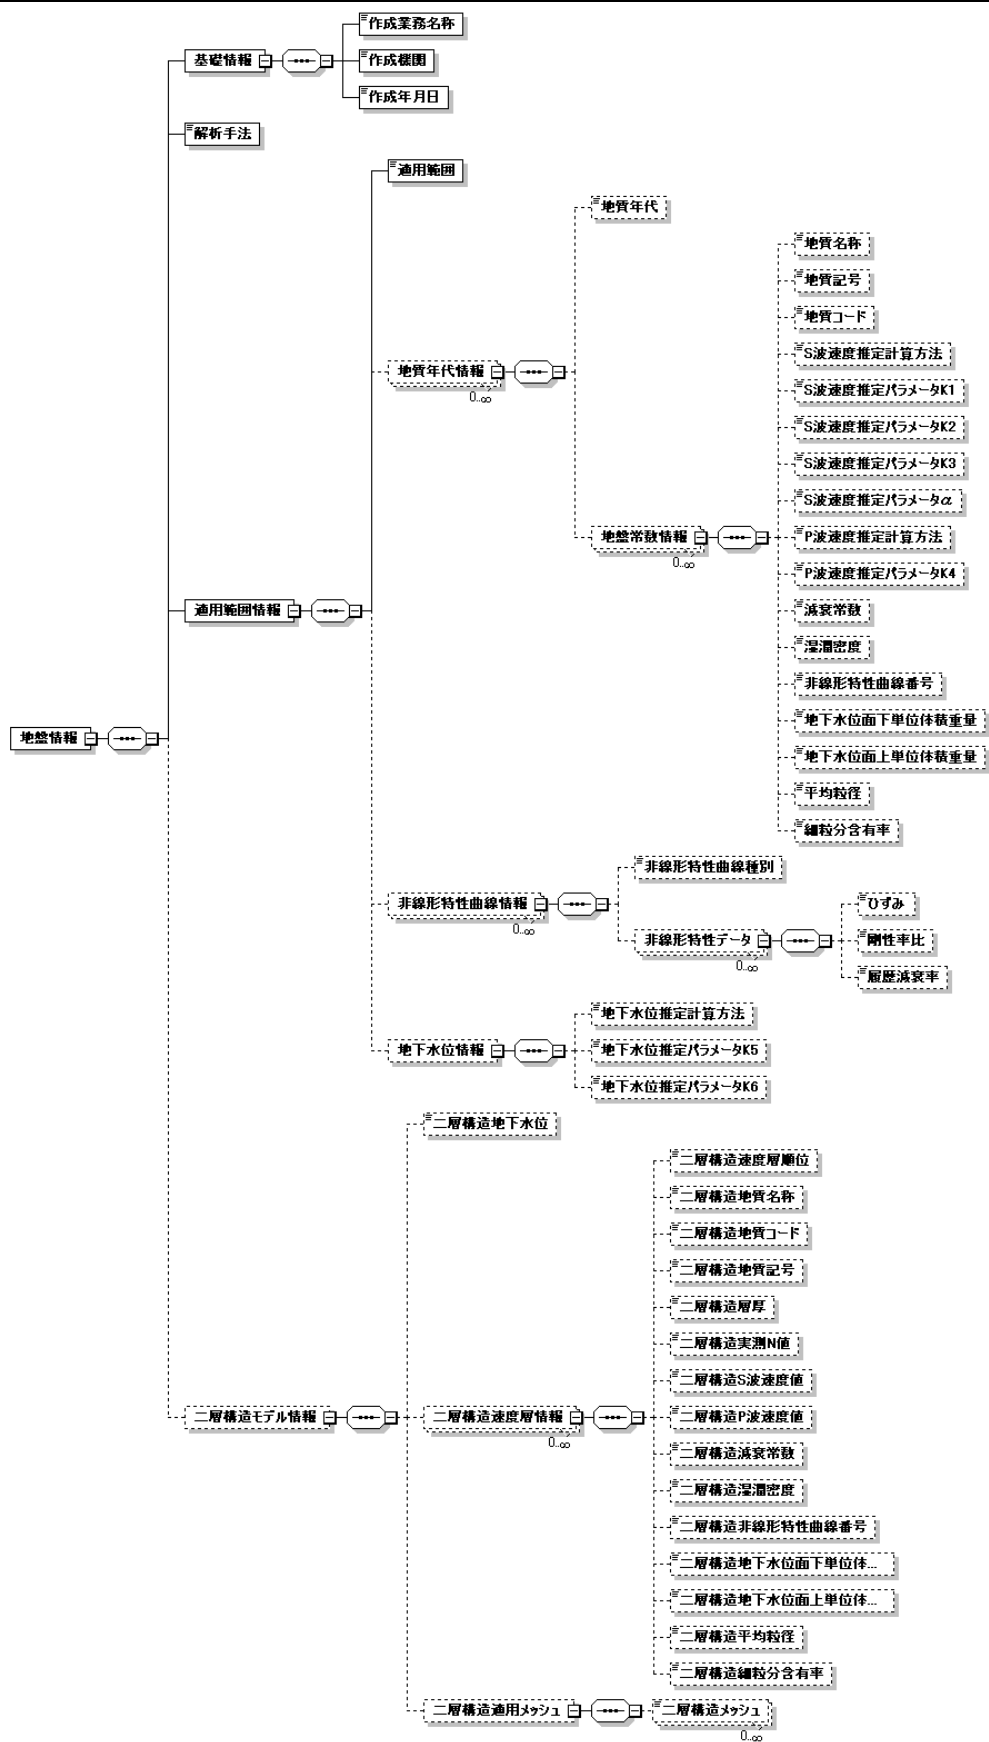 作成業務名称
基礎情報
作成機関
作成年月日
解析手法
適用範囲
地質年代
地質名称
地質記号
地質コード
S波速度推定計算方法
地質年代情報
0..∞
S波速度推定パラメータK1
S波速度推定パラメータK2
S波速度推定パラメータK3
S波速度推定パラメータα
地盤常数情報
0..∞
P波速度推定計算方法
P波速度推定パラメータK4
適用範囲情報
減衰常数
湿潤密度
非線形特性曲線番号
地盤情報
地下水位面下単位体積重量
地下水位面上単位体積重量
平均粒径
細粒分含有率
非線形特性曲線種別
非線形特性曲線情報
0..∞
ひずみ
非線形特性データ
0..∞
剛性率比
履歴減衰率
地下水位推定計算方法
地下水位情報
地下水位推定パラメータK5
地下水位推定パラメータK6
二層構造地下水位
二層構造速度層順位
二層構造地質名称
二層構造地質コード
二層構造地質記号
二層構造層厚
二層構造実測N値
二層構造S波速度値
二層構造モデル情報
二層構造速度層情報
0..∞
二層構造P波速度値
二層構造減衰常数
二層構造湿潤密度
二層構造非線形特性曲線番号
二層構造地下水位面下単位体...
二層構造地下水位面上単位体...
二層構造平均粒径
二層構造細粒分含有率
二層構造適用メッシュ
二層構造メッシュ
0..∞